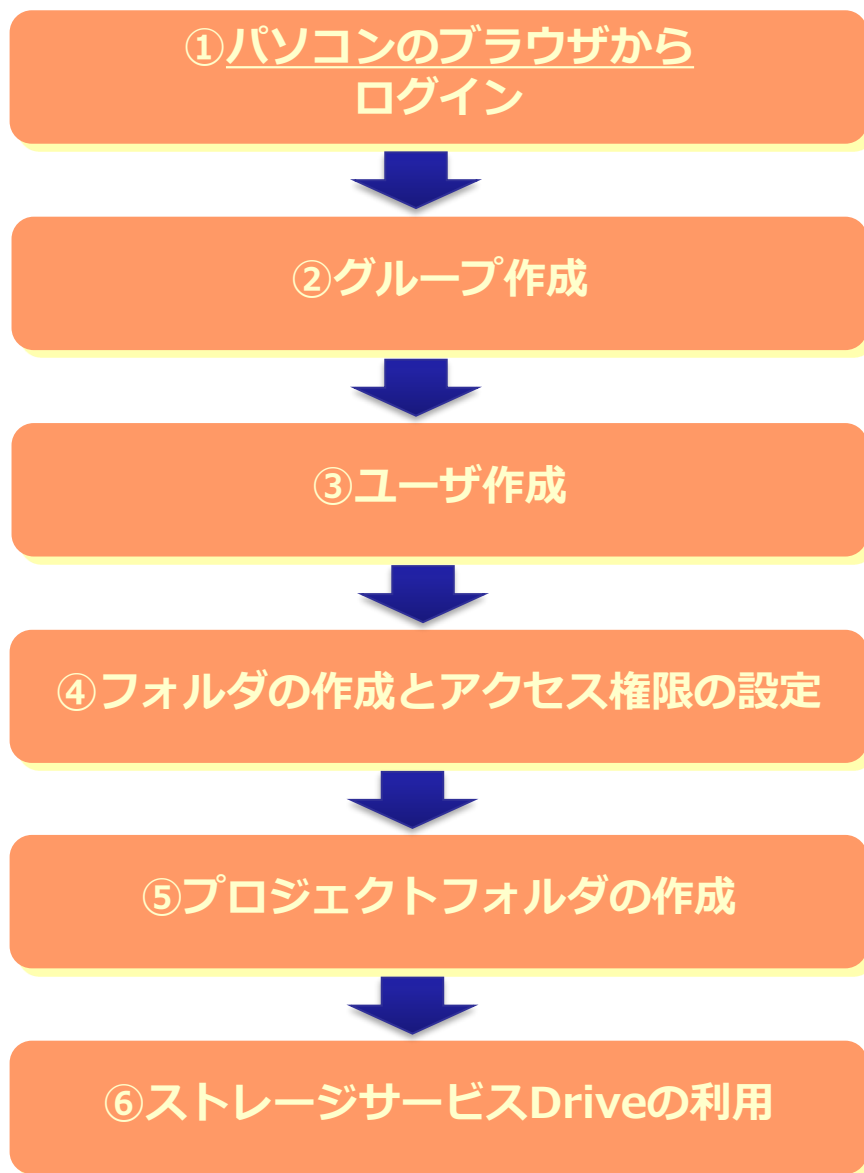 ①パソコンのブラウザから
ログイン
②グループ作成
③ユーザ作成
④フォルダの作成とアクセス権限の設定
⑤プロジェクトフォルダの作成
⑥ストレージサービスDriveの利用